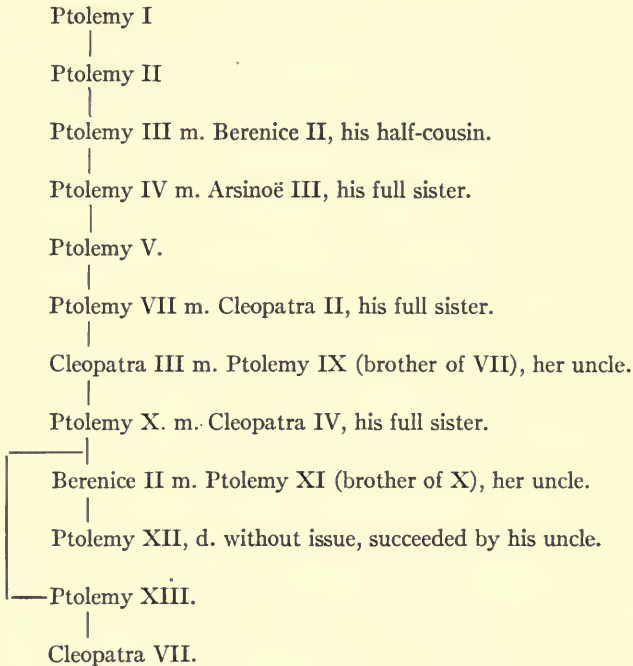 Ptolemy I
Ptolemy II
Ptolemy III m. Berenice II, his half-cousin.
Ptolemy IV m. Arsinoë III, his full sister.
Ptolemy V.
Ptolemy VII m. Cleopatra II, his full sister.
Cleopatra III m. Ptolemy IX (brother of VII), her uncle.
Ptolemy X. m. Cleopatra IV, his full sister.
Berenice II m. Ptolemy XI (brother of X), her uncle.
Ptolemy XII, d. without issue, succeeded by his uncle.
Ptolemy XIII.
Cleopatra VII.